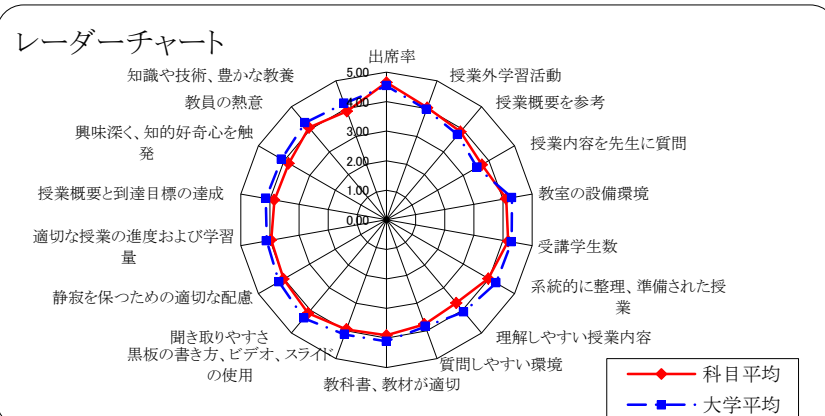 レーダーチャート
出席率
授業外学習活動
授業概要を参考
授業内容を先生に質問
教室の設備環境
受講学生数
系統的に整理、準備された授
業
理解しやすい授業内容
質問しやすい環境
教科書、教材が適切
黒板の書き方、ビデオ、スライド
の使用
聞き取りやすさ
静寂を保つための適切な配慮
適切な授業の進度および学習
量
授業概要と到達目標の達成
興味深く、知的好奇心を触
発
教員の熱意
知識や技術、豊かな教養
5.00
4.00
3.00
2.00
1.00
0.00
科目平均
大学平均